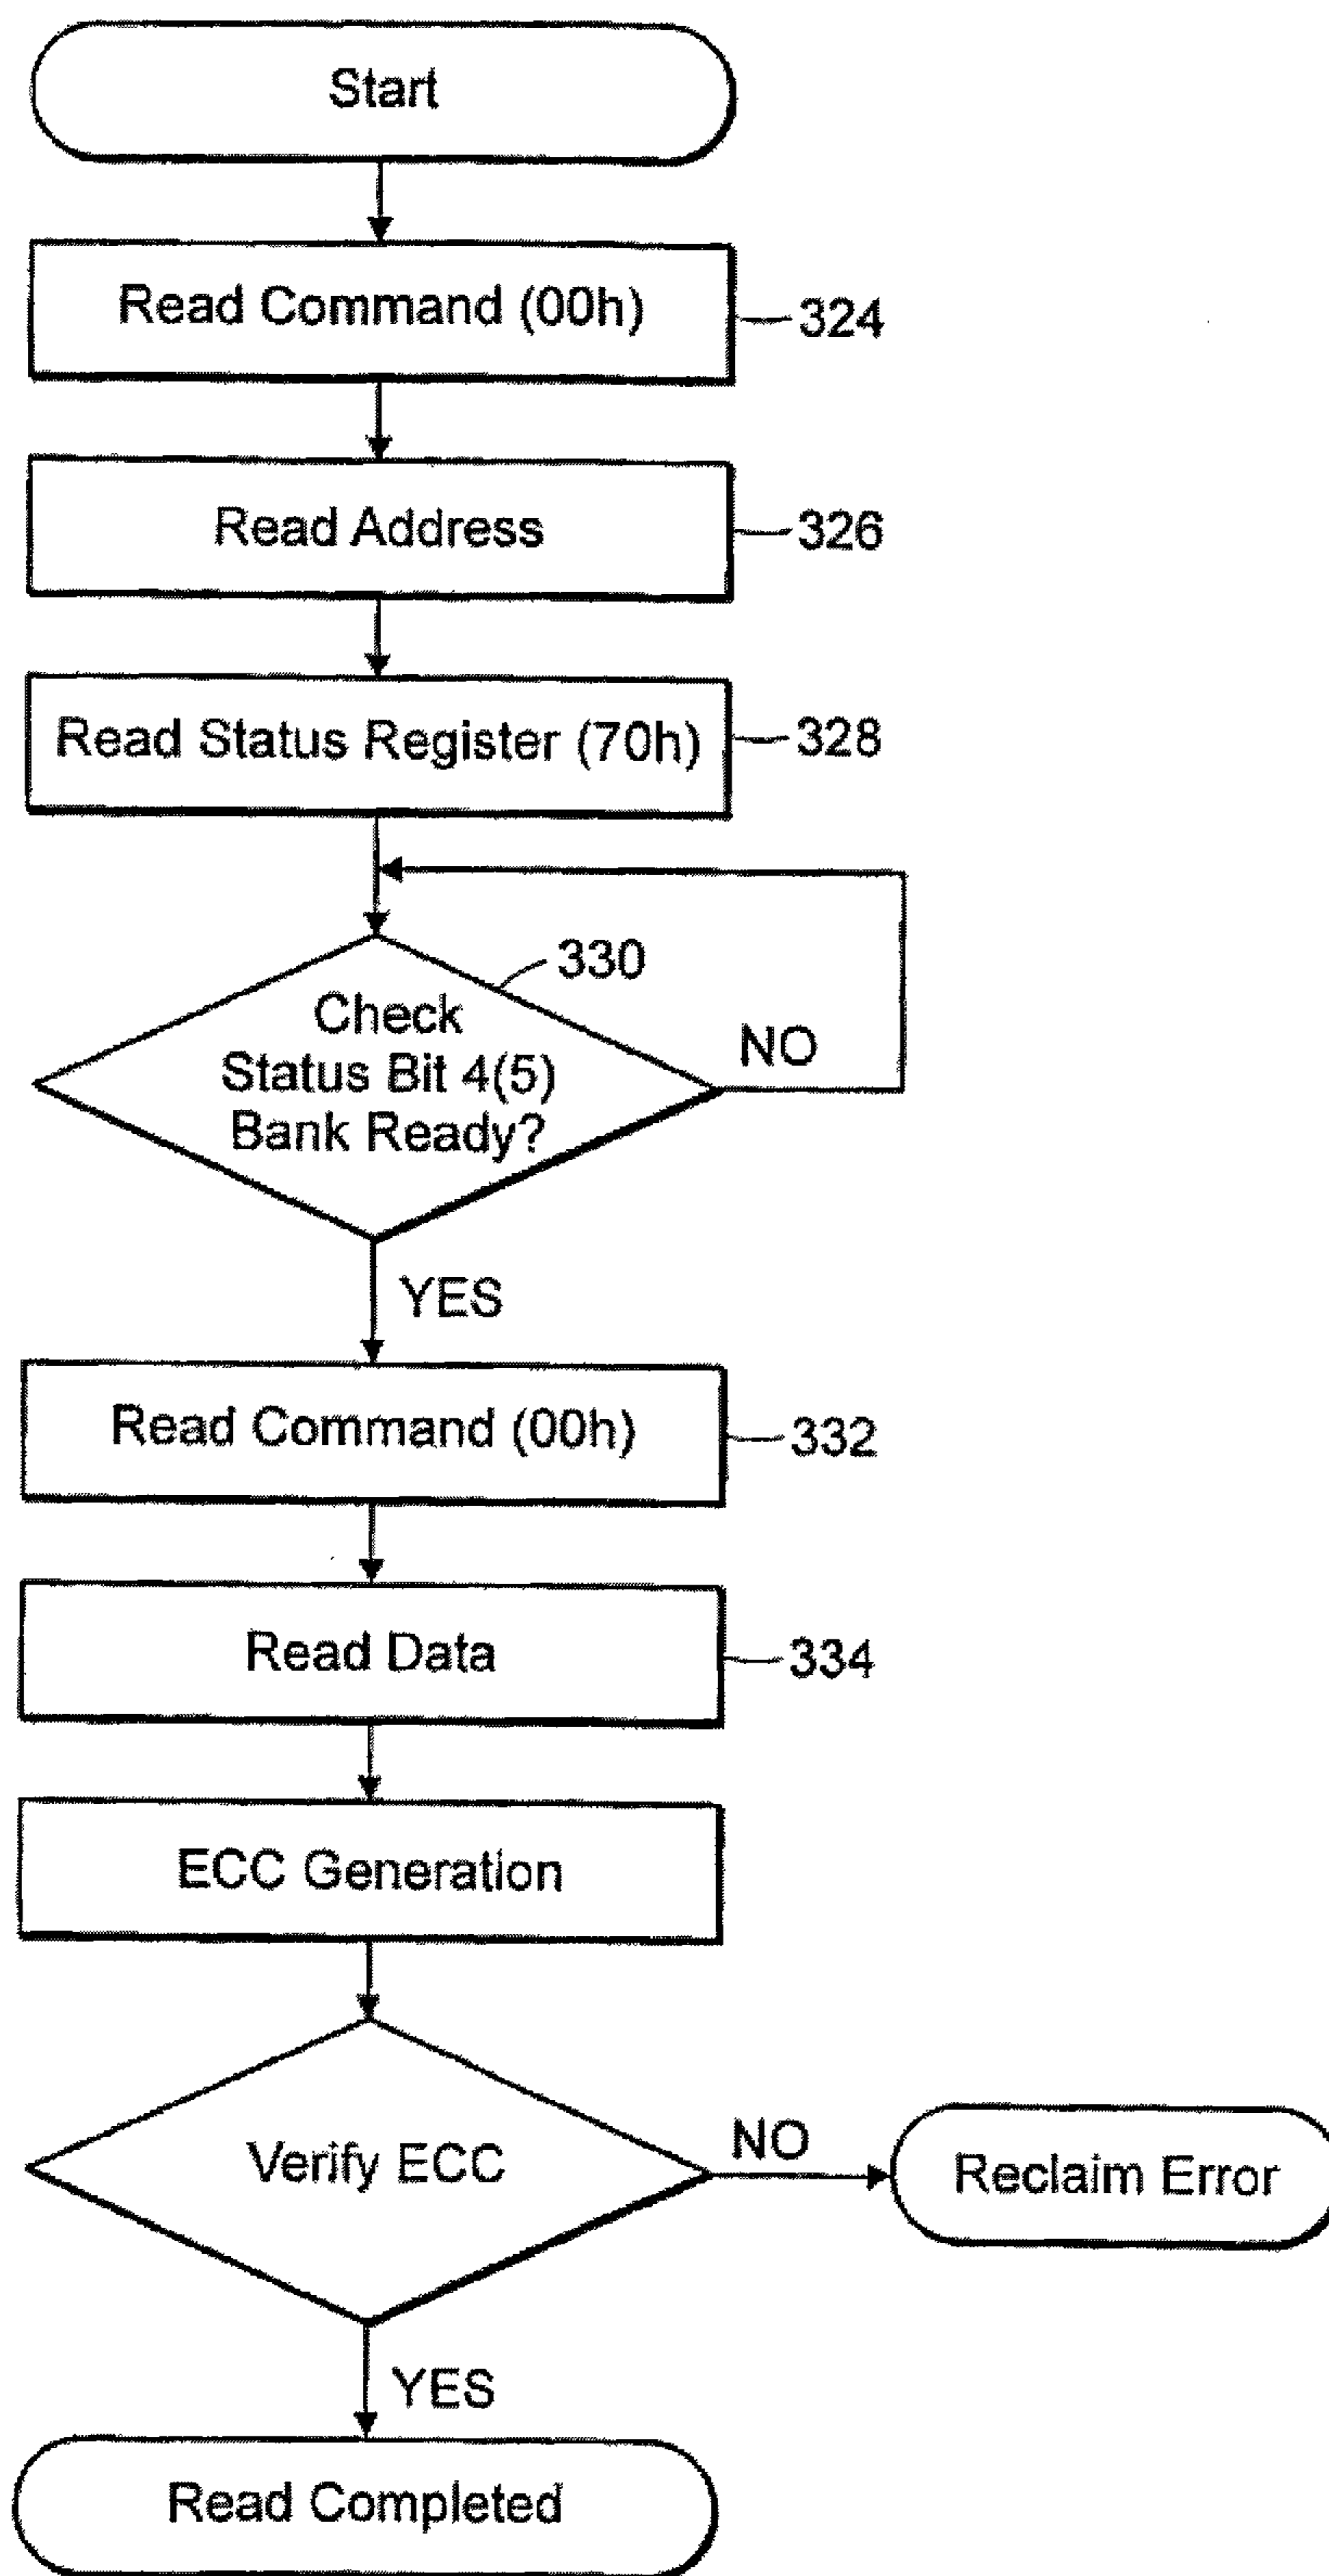 Start
Read Command (00h)
324
Read Address
326
Read Status Register (70h)
328
330
Check
Status Bit 4(5)
Bank Ready?
NO
YES
Read Command (00h)
332
Read Data
334
ECC Generation
Verify ECC
NO
Reclaim Error
YES
Read Completed